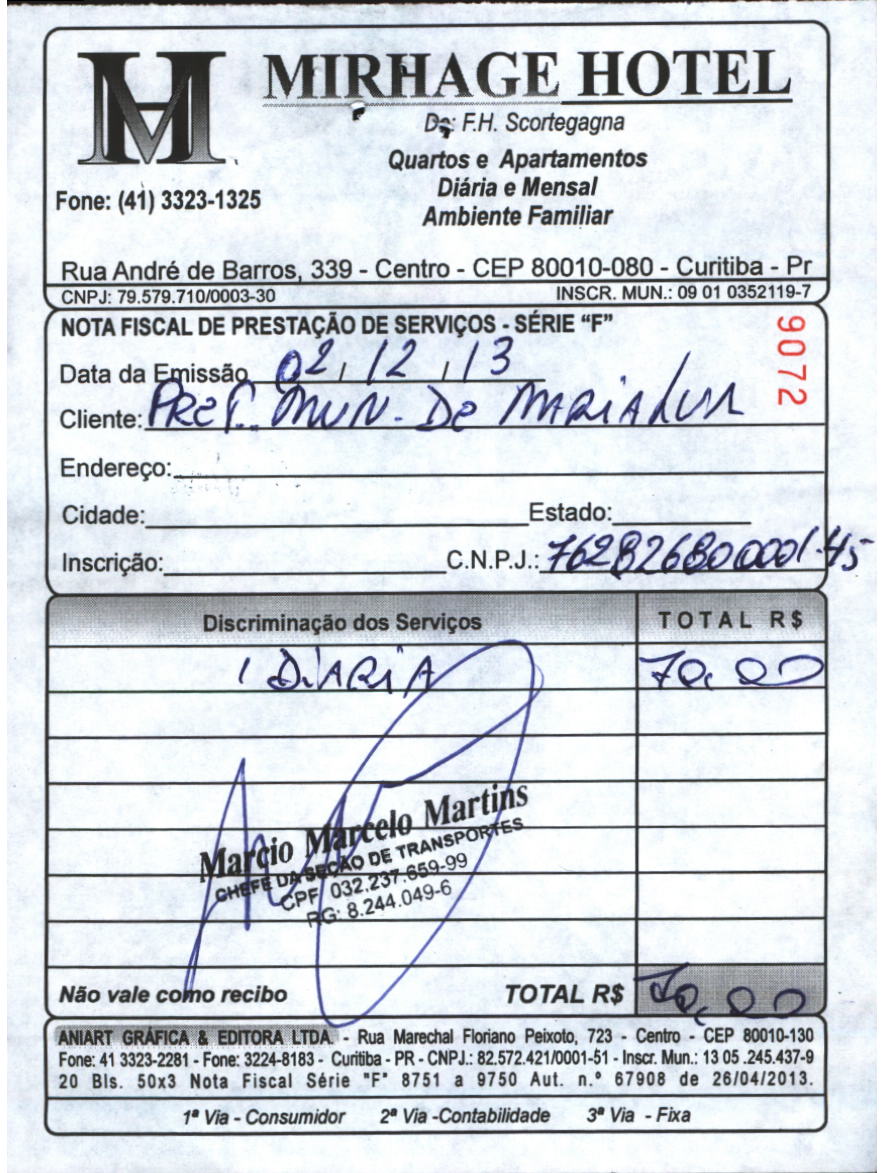 MIRHAGE HOTEL
De: F.H. Scortegagna
Quartos e Apartamentos
Diária e Mensal
Ambiente Familiar
Fone: (41) 3323-1325
Rua André de Barros, 339 - Centro - CEP 80010-080 - Curitiba - Pr
CNPJ: 79.579.710/0003-30 INSCR. MUN.: 09 01 0352119-7
NOTA FISCAL DE PRESTAÇÃO DE SERVIÇOS - SÉRIE "F"
9072
Data da Emissão 02 / 12 / 13
Cliente: PREF. MUN. De MARIALVA
Endereço:
Cidade: Estado:
Inscrição: C.N.P.J.: 762826800001-45
Discriminação dos Serviços TOTAL R$
1 DiARiA 70,00
Marcio Marcelo Martins
CHEFE DA SEÇÃO DE TRANSPORTES
CPF 032.237.659-99
RG: 8.244.049-6
Não vale como recibo TOTAL R$ 70,00
ANIART GRÁFICA & EDITORA LTDA. - Rua Marechal Floriano Peixoto, 723 - Centro - CEP 80010-130
Fone: 41 3323-2281 - Fone: 3224-8183 - Curitiba - PR - CNPJ.: 82.572.421/0001-51 - Inscr. Mun.: 13 05 .245.437-9
20 Bls. 50x3 Nota Fiscal Série "F" 8751 a 9750 Aut. n.º 67908 de 26/04/2013.
1ª Via - Consumidor 2ª Via -Contabilidade 3ª Via - Fixa